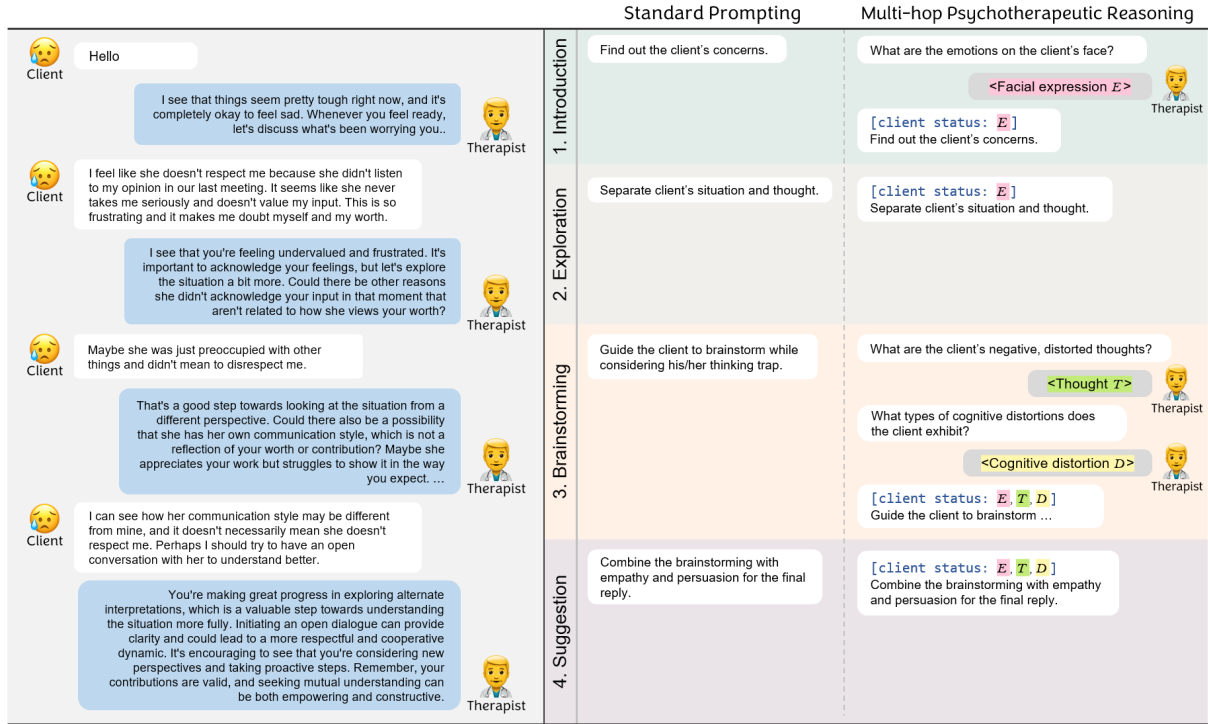 Standard Prompting
Multi-hop Psychotherapeutic Reasoning
Client
Hello
I see that things seem pretty tough right now, and it's
completely okay to feel sad. Whenever you feel ready,
let's discuss what's been worrying you..
Therapist
Client
I feel like she doesn't respect me because she didn't listen
to my opinion in our last meeting. It seems like she never
takes me seriously and doesn't value my input. This is so
frustrating and it makes me doubt myself and my worth.
I see that you're feeling undervalued and frustrated. It's
important to acknowledge your feelings, but let's explore
the situation a bit more. Could there be other reasons
she didn't acknowledge your input in that moment that
aren't related to how she views your worth?
Therapist
Client
Maybe she was just preoccupied with other
things and didn't mean to disrespect me.
That's a good step towards looking at the situation from a
different perspective. Could there also be a possibility
that she has her own communication style, which is not a
reflection of your worth or contribution? Maybe she
appreciates your work but struggles to show it in the way
you expect. ...
Therapist
Client
I can see how her communication style may be different
from mine, and it doesn't necessarily mean she doesn't
respect me. Perhaps I should try to have an open
conversation with her to understand better.
You're making great progress in exploring alternate
interpretations, which is a valuable step towards understanding
the situation more fully. Initiating an open dialogue can provide
clarity and could lead to a more respectful and cooperative
dynamic. It's encouraging to see that you're considering new
perspectives and taking proactive steps. Remember, your
contributions are valid, and seeking mutual understanding can
be both empowering and constructive.
Therapist
1. Introduction
Find out the client's concerns.
What are the emotions on the client's face?
<Facial expression E>
Therapist
[client status: E]
Find out the client's concerns.
2. Exploration
Separate client's situation and thought.
[client status: E]
Separate client's situation and thought.
3. Brainstorming
Guide the client to brainstorm while
considering his/her thinking trap.
What are the client's negative, distorted thoughts?
<Thought T>
Therapist
What types of cognitive distortions does
the client exhibit?
<Cognitive distortion D>
Therapist
[client status: E, T, D]
Guide the client to brainstorm ...
4. Suggestion
Combine the brainstorming with
empathy and persuasion for the final
reply.
[client status: E, T, D]
Combine the brainstorming with empathy
and persuasion for the final reply.